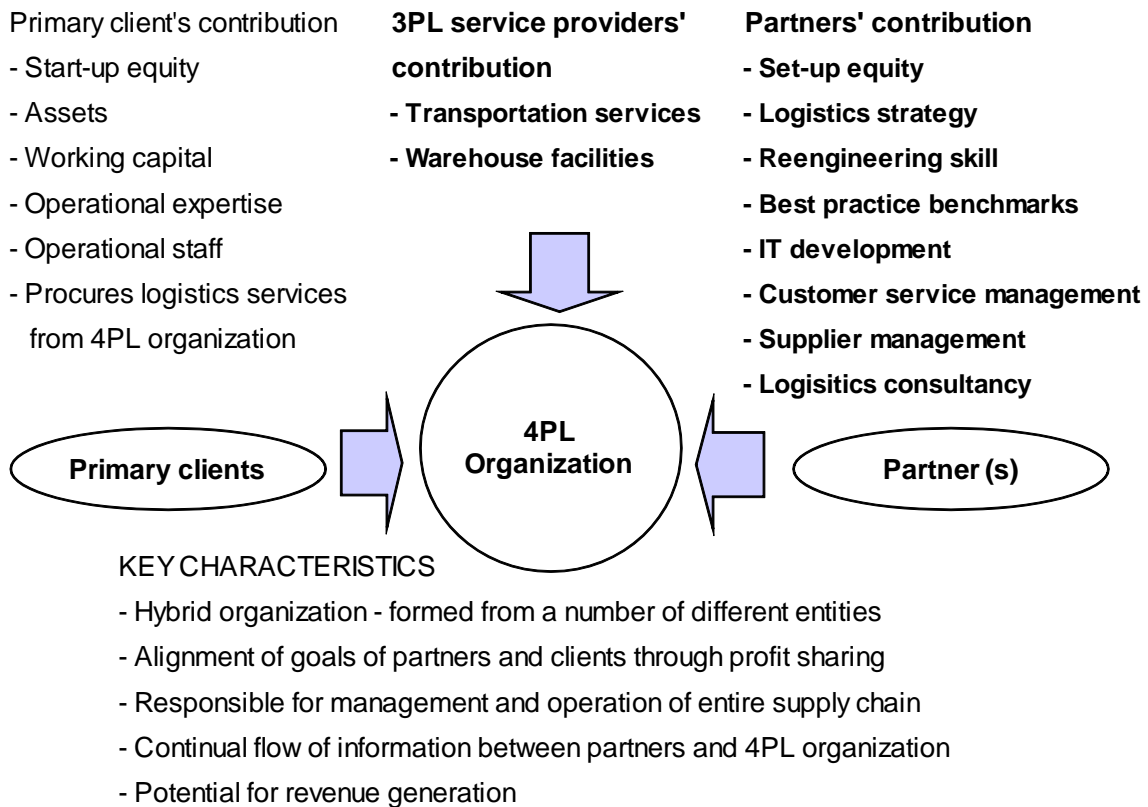 Primary client's contribution
- Start-up equity
- Assets
- Working capital
- Operational expertise
- Operational staff
- Procures logistics services
from 4PL organization
3PL service providers'
contribution
- Transportation services
- Warehouse facilities
Partners' contribution
- Set-up equity
- Logistics strategy
- Reengineering skill
- Best practice benchmarks
- IT development
- Customer service management
- Supplier management
- Logisitics consultancy
Primary clients
4PL
Organization
Partner (s)
KEY CHARACTERISTICS
- Hybrid organization - formed from a number of different entities
- Alignment of goals of partners and clients through profit sharing
- Responsible for management and operation of entire supply chain
- Continual flow of information between partners and 4PL organization
- Potential for revenue generation